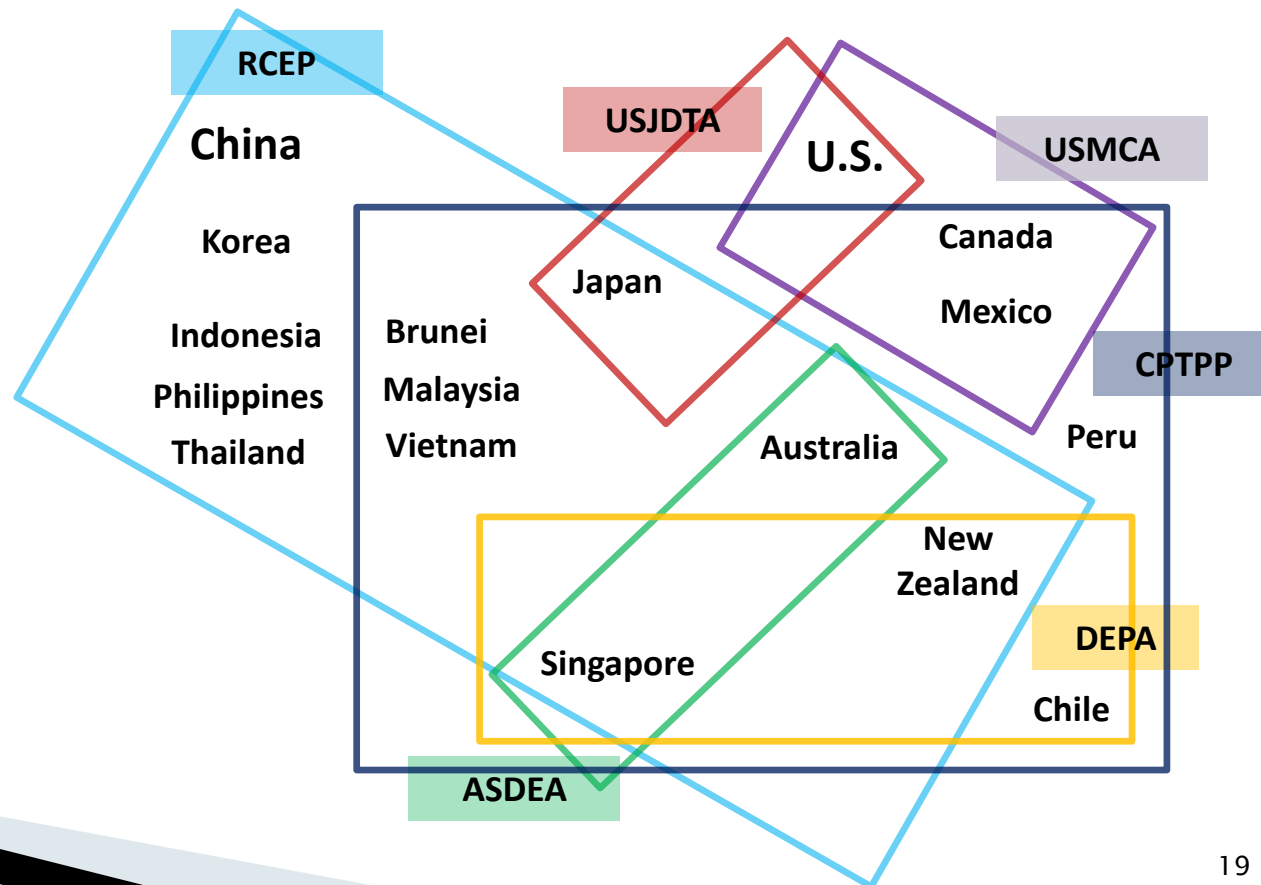 RCEP
USJDTA
China
U.S.
USMCA
Korea
Canada
Japan
Mexico
Indonesia
Brunei
CPTPP
Philippines
Malaysia
Thailand
Vietnam
Australia
Peru
New
Zealand
DEPA
Singapore
Chile
ASDEA
19